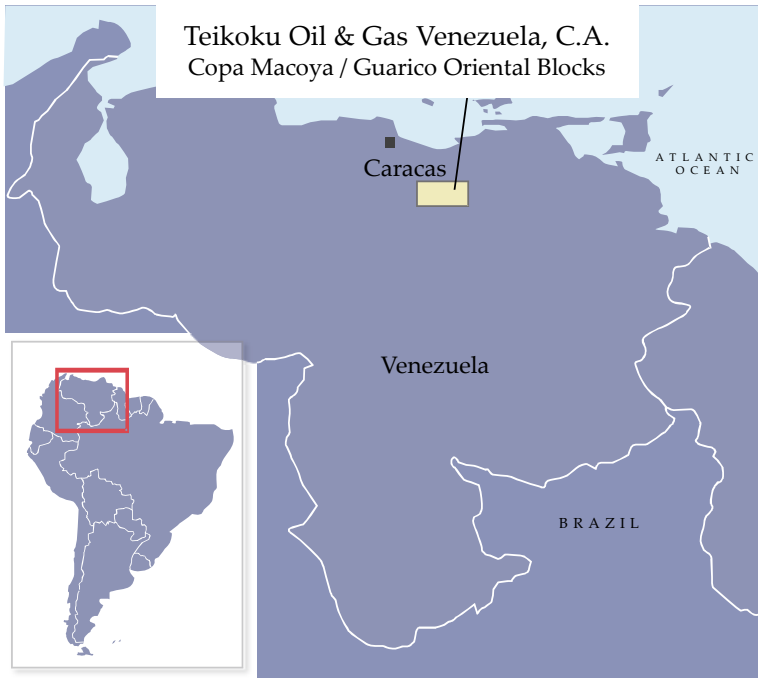 Teikoku Oil & Gas Venezuela, C.A.
Copa Macoya / Guarico Oriental Blocks
ATLANTIC
OCEAN
Caracas
Venezuela
BRAZIL